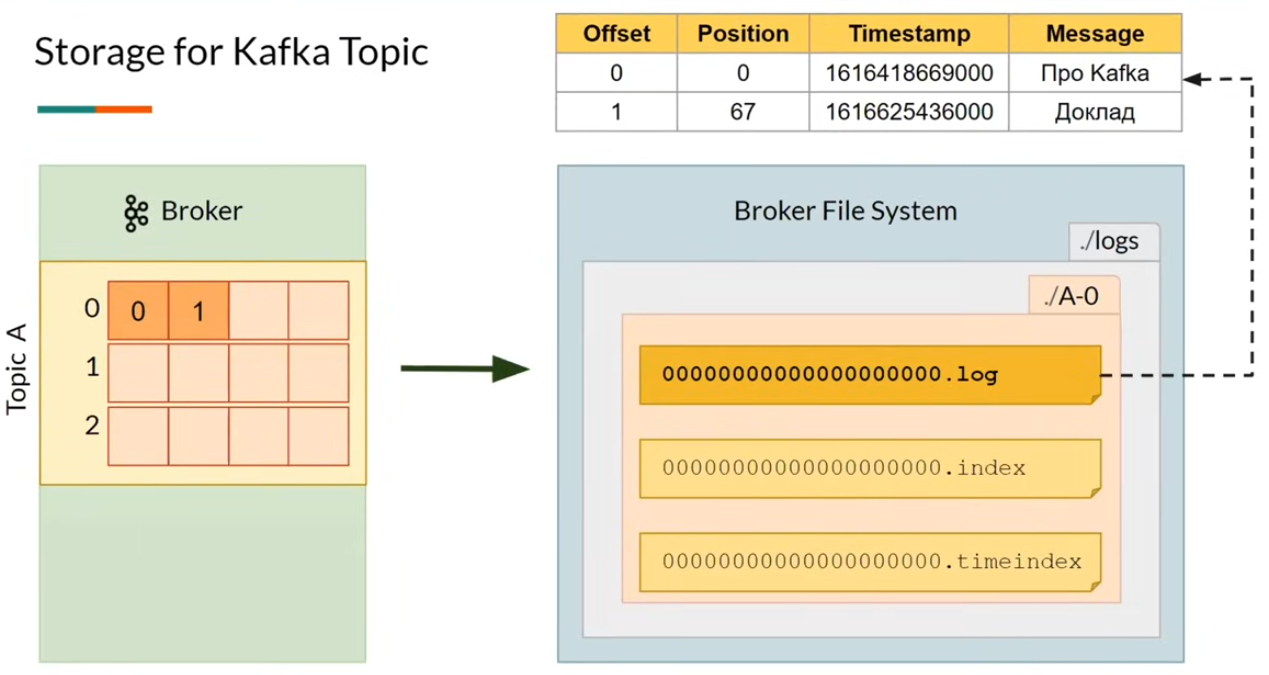 Storage for Kafka Topic
Offset Position Timestamp Message
0 0 1616418669000 Про Kafka
1 67 1616625436000 Доклад
Broker
Topic A
0 0 1
1
2
Broker File System
./logs
./A-0
00000000000000000000.log
00000000000000000000.index
00000000000000000000.timeindex